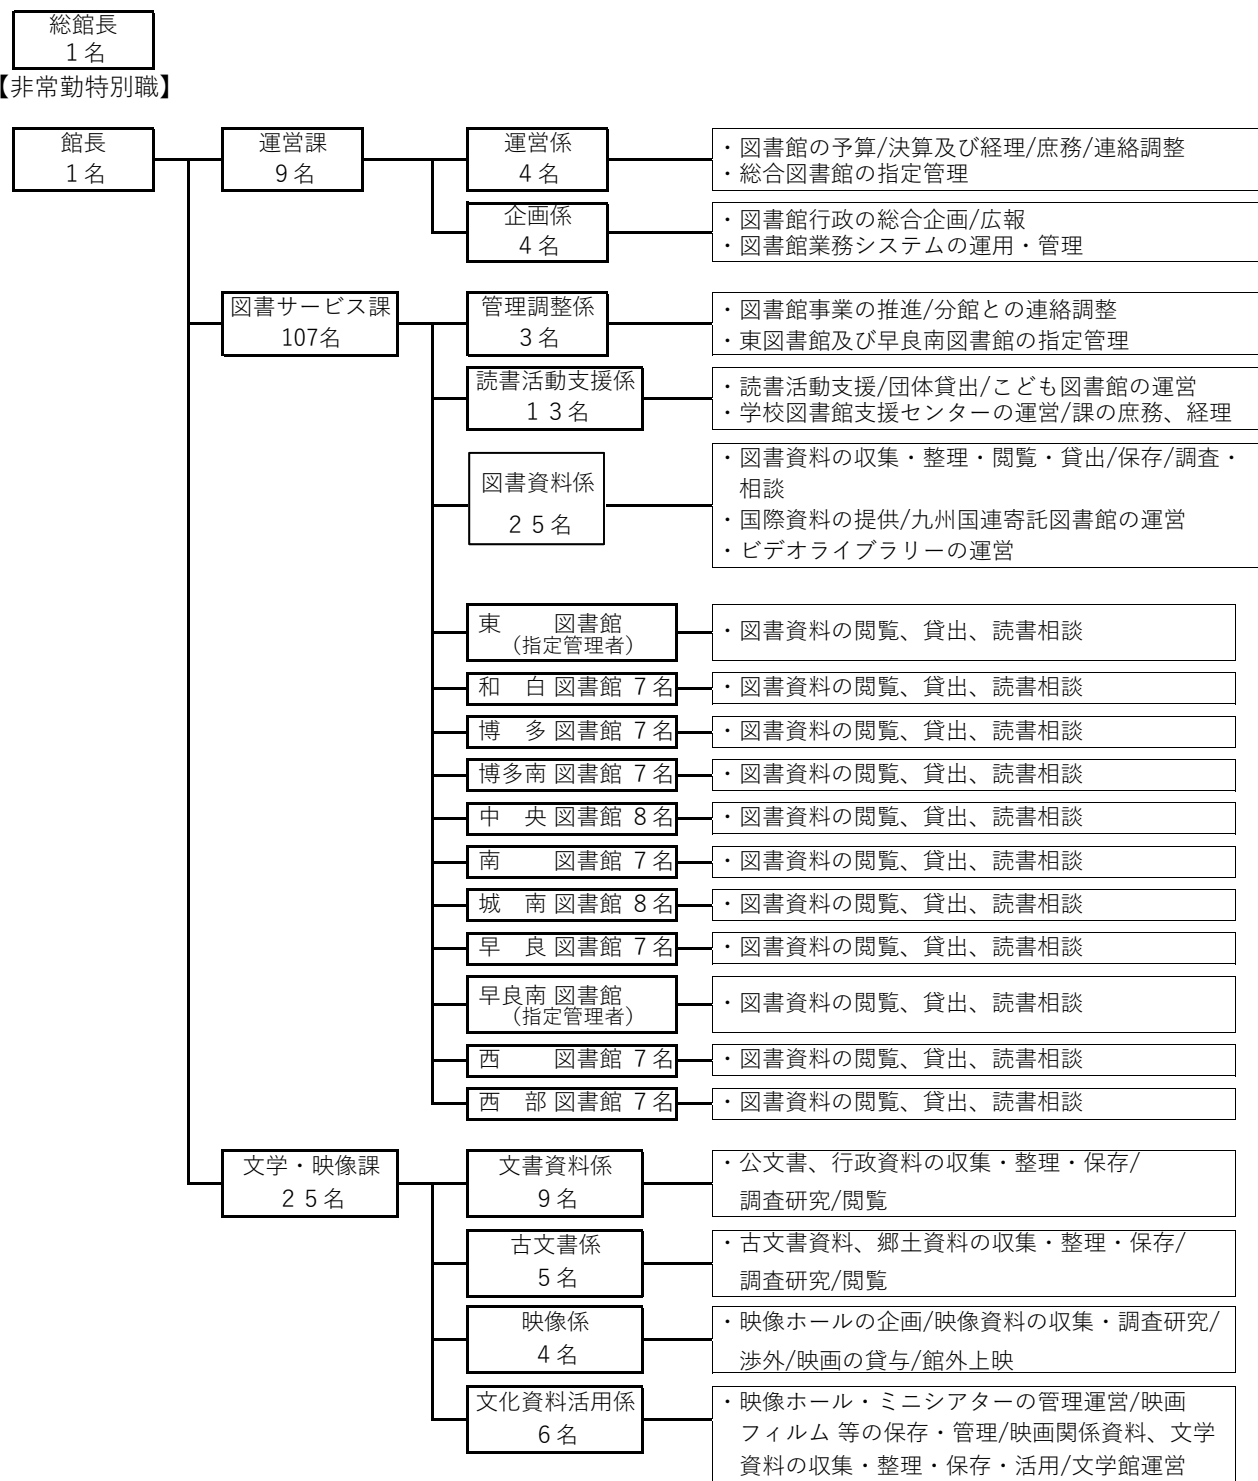 総館長
1名
【非常勤特別職】
館長
1名
運営課
9名
運営係
4名
・図書館の予算/決算及び経理/庶務/連絡調整
・総合図書館の指定管理
企画係
4名
・図書館行政の総合企画/広報
・図書館業務システムの運用・管理
図書サービス課
107名
管理調整係
3名
・図書館事業の推進/分館との連絡調整
・東図書館及び早良南図書館の指定管理
読書活動支援係
13名
・読書活動支援/団体貸出/こども図書館の運営
・学校図書館支援センターの運営/課の庶務、経理
図書資料係
25名
・図書資料の収集・整理・閲覧・貸出/保存/調査・
相談
・国際資料の提供/九州国連寄託図書館の運営
・ビデオライブラリーの運営
東 図書館
(指定管理者)
・図書資料の閲覧、貸出、読書相談
和 白 図書館 7名
・図書資料の閲覧、貸出、読書相談
博 多 図書館 7名
・図書資料の閲覧、貸出、読書相談
博多南 図書館 7名
・図書資料の閲覧、貸出、読書相談
中 央 図書館 8名
・図書資料の閲覧、貸出、読書相談
南 図書館 7名
・図書資料の閲覧、貸出、読書相談
城 南 図書館 8名
・図書資料の閲覧、貸出、読書相談
早 良 図書館 7名
・図書資料の閲覧、貸出、読書相談
早良南 図書館
(指定管理者)
・図書資料の閲覧、貸出、読書相談
西 図書館 7名
・図書資料の閲覧、貸出、読書相談
西 部 図書館 7名
・図書資料の閲覧、貸出、読書相談
文学・映像課
25名
文書資料係
9名
・公文書、行政資料の収集・整理・保存/
調査研究/閲覧
古文書係
5名
・古文書資料、郷土資料の収集・整理・保存/
調査研究/閲覧
映像係
4名
・映像ホールの企画/映像資料の収集・調査研究/
渉外/映画の貸与/館外上映
文化資料活用係
6名
・映像ホール・ミニシアターの管理運営/映画
フィルム 等の保存・管理/映画関係資料、文学
資料の収集・整理・保存・活用/文学館運営